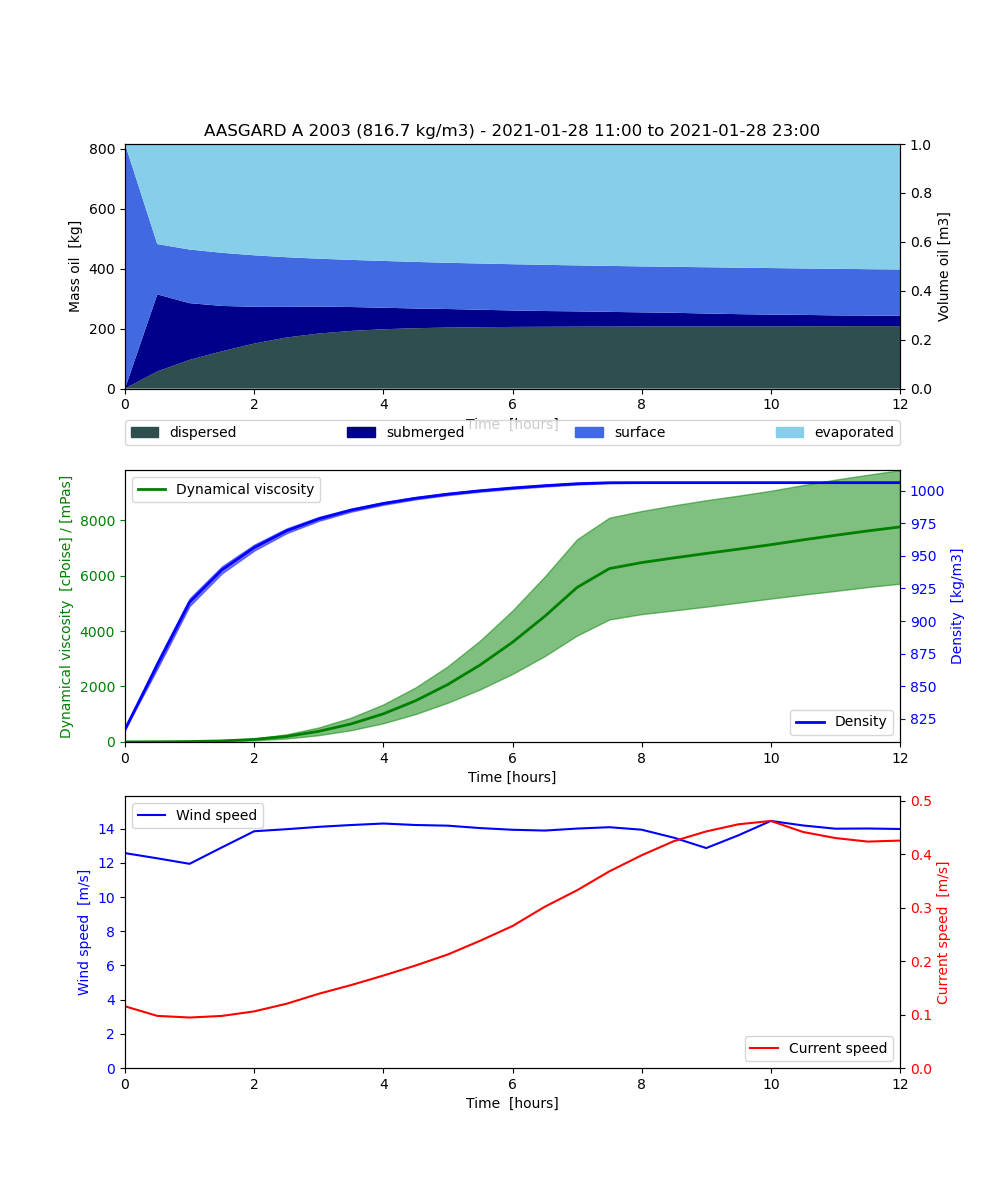 AASGARD A 2003 (816.7 kg/m3) - 2021-01-28 11:00 to 2021-01-28 23:00
Mass oil [kg]
800
600
400
200
0
1.0
0.8
0.6
0.4
0.2
0.0
Volume oil [m3]
0 2 4 6 8 10 12
Time [hours]
dispersed submerged surface evaporated
Dynamical viscosity [cPoise] / [mPas]
8000
6000
4000
2000
0
Dynamical viscosity
1000
975
950
925
900
875
850
825
Density [kg/m3]
Density
0 2 4 6 8 10 12
Time [hours]
Wind speed [m/s]
14
12
10
8
6
4
2
0
Wind speed
0.5
0.4
0.3
0.2
0.1
0.0
Current speed [m/s]
Current speed
0 2 4 6 8 10 12
Time [hours]